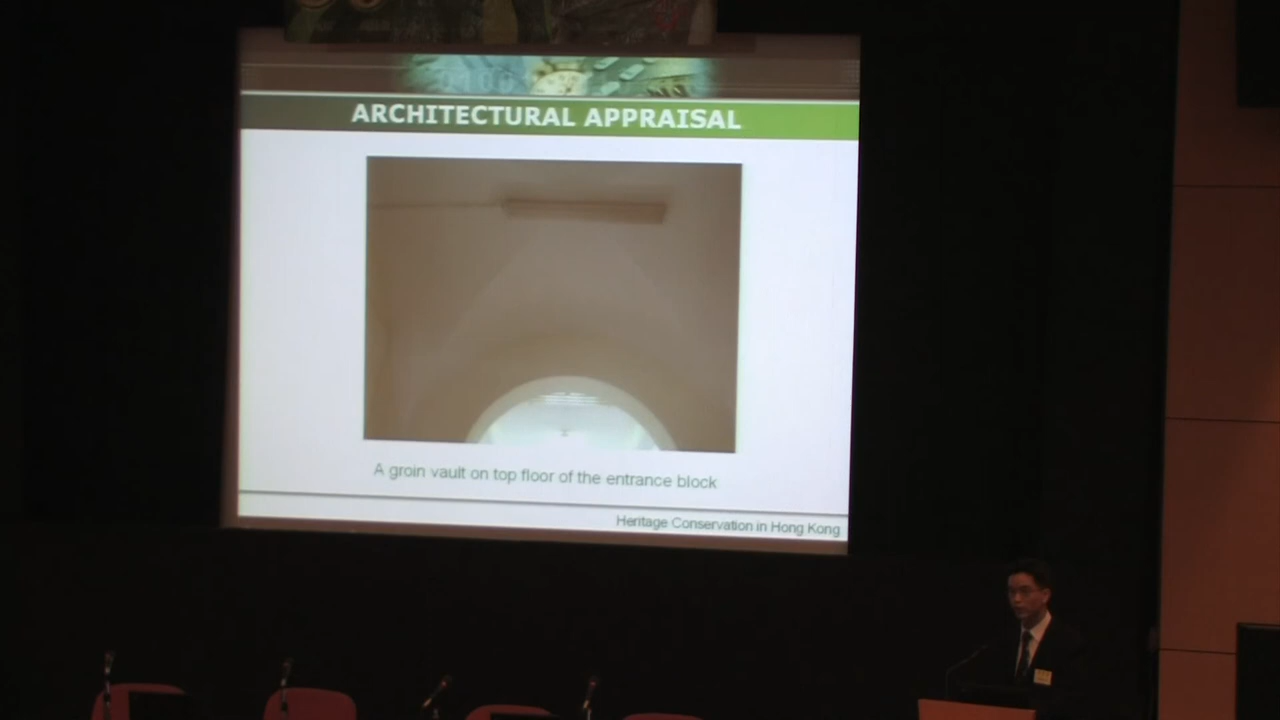 ARCHITECTURAL APPRAISAL
A groin vault on top floor of the entrance block
Heritage Conservation in Hong Kong